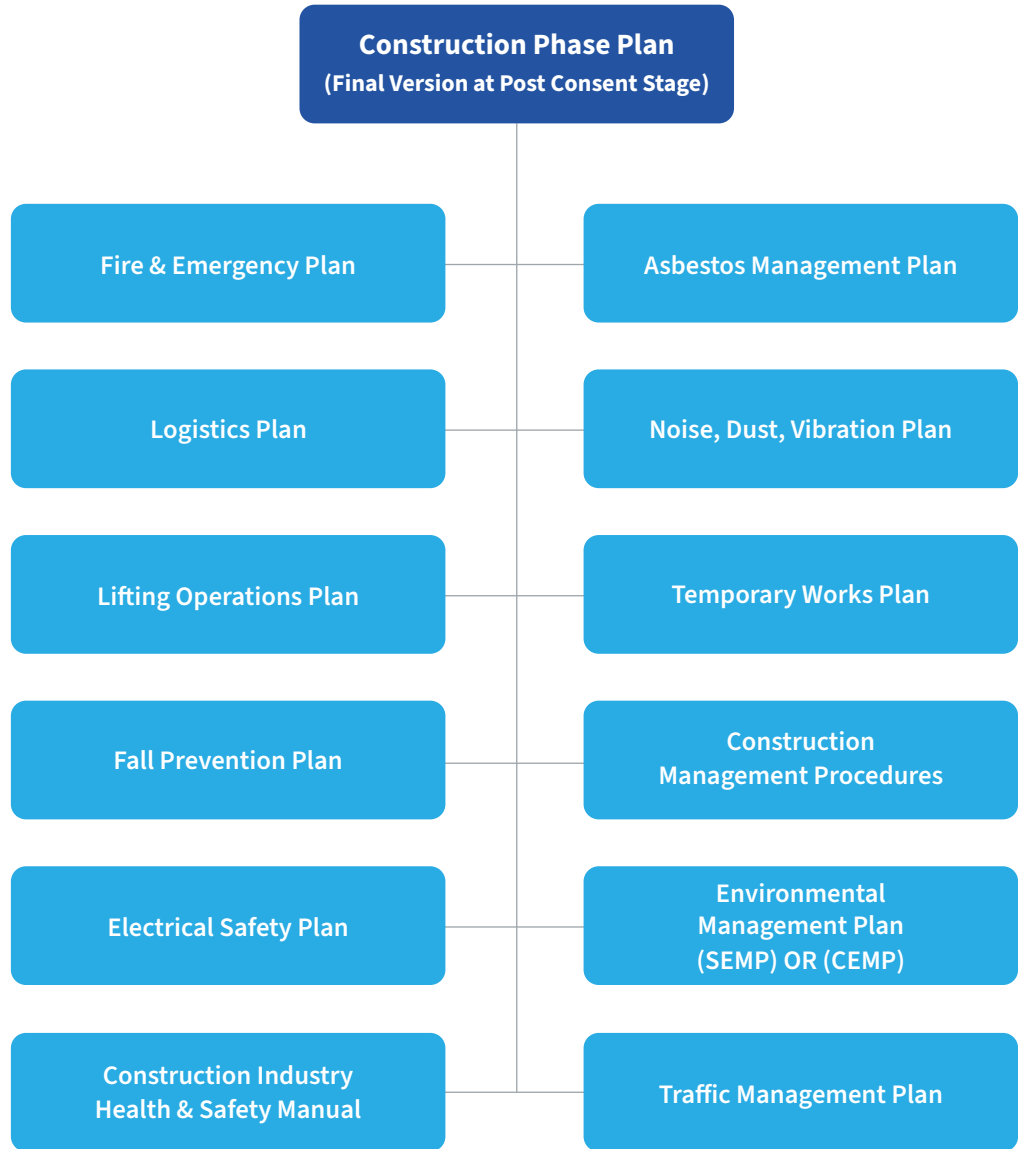 Construction Phase Plan
(Final Version at Post Consent Stage)
Fire & Emergency Plan
Asbestos Management Plan
Logistics Plan
Noise, Dust, Vibration Plan
Lifting Operations Plan
Temporary Works Plan
Fall Prevention Plan
Construction
Management Procedures
Electrical Safety Plan
Environmental
Management Plan
(SEMP) OR (CEMP)
Construction Industry
Health & Safety Manual
Traffic Management Plan